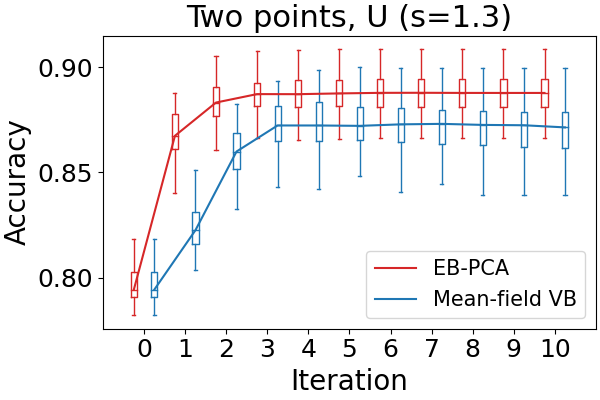 Two points, U (s=1.3)
0.90
0.85
0.80
Accuracy
EB-PCA
Mean-field VB
0 1 2 3 4 5 6 7 8 9 10
Iteration